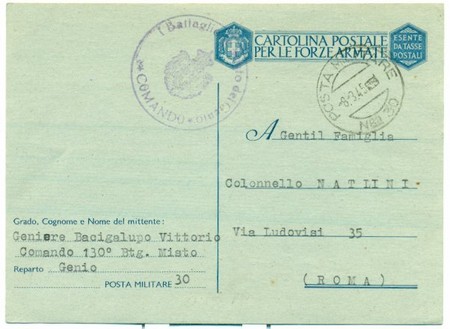 CARTOLINA POSTALE
PER LE FORZE ARMATE
ESENTE
DA TASSE
POSTALI
I Battagli
COMANDO
POSTA MILITARE
A Gentil Famiglia
Colonnello NATLINI
Via Ludovisi 35
(ROMA)
Grado, Cognome e Nome del mittente:
Geniere Bacigalupo Vittorio
Comando 130° Btg. Misto
Reparto Genio
POSTA MILITARE 30